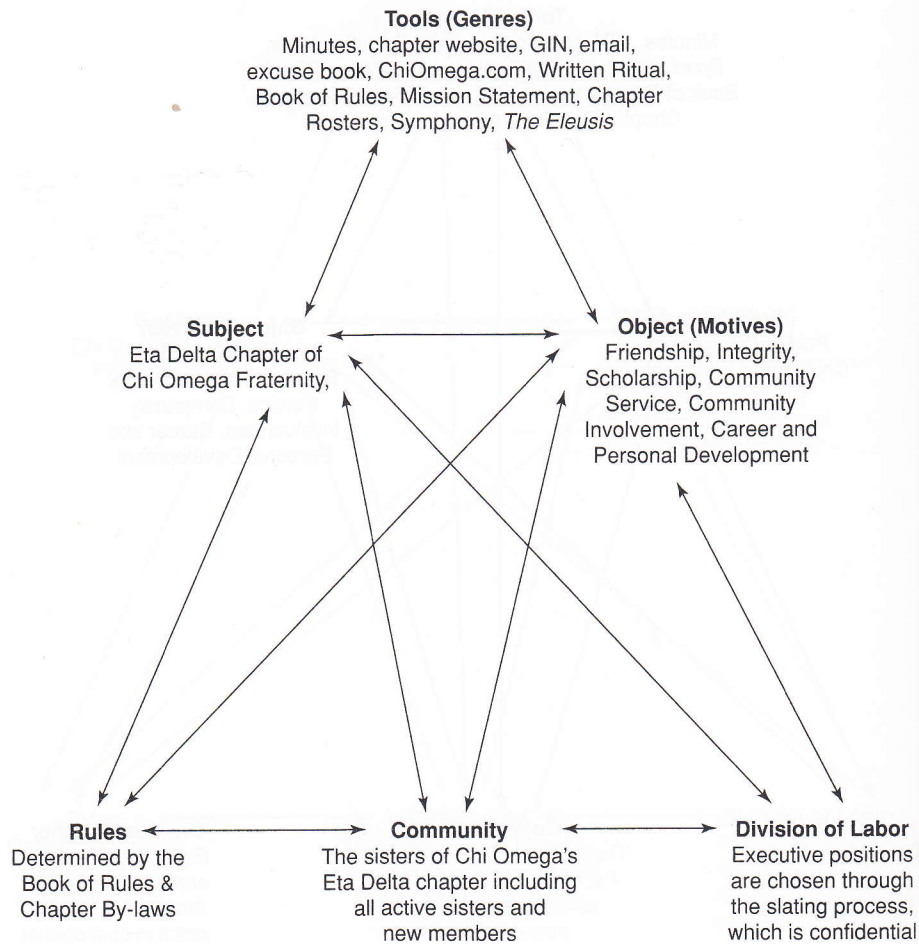 Tools (Genres)
Minutes, chapter website, GIN, email,
excuse book, ChiOmega.com, Written Ritual,
Book of Rules, Mission Statement, Chapter
Rosters, Symphony, The Eleusis
Subject
Eta Delta Chapter of
Chi Omega Fraternity,
Object (Motives)
Friendship, Integrity,
Scholarship, Community
Service, Community
Involvement, Career and
Personal Development
Rules
Determined by the
Book of Rules &
Chapter By-laws
Community
The sisters of Chi Omega's
Eta Delta chapter including
all active sisters and
new members
Division of Labor
Executive positions
are chosen through
the slating process,
which is confidential